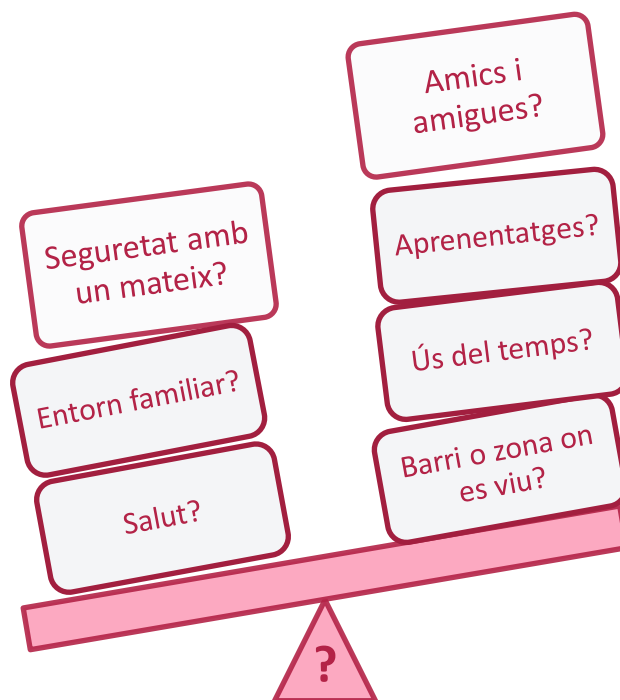 Amics i
amigues?
Seguretat amb
un mateix?
Aprenentatges?
Entorn familiar?
Ús del temps?
Salut?
Barri o zona on
es viu?
?